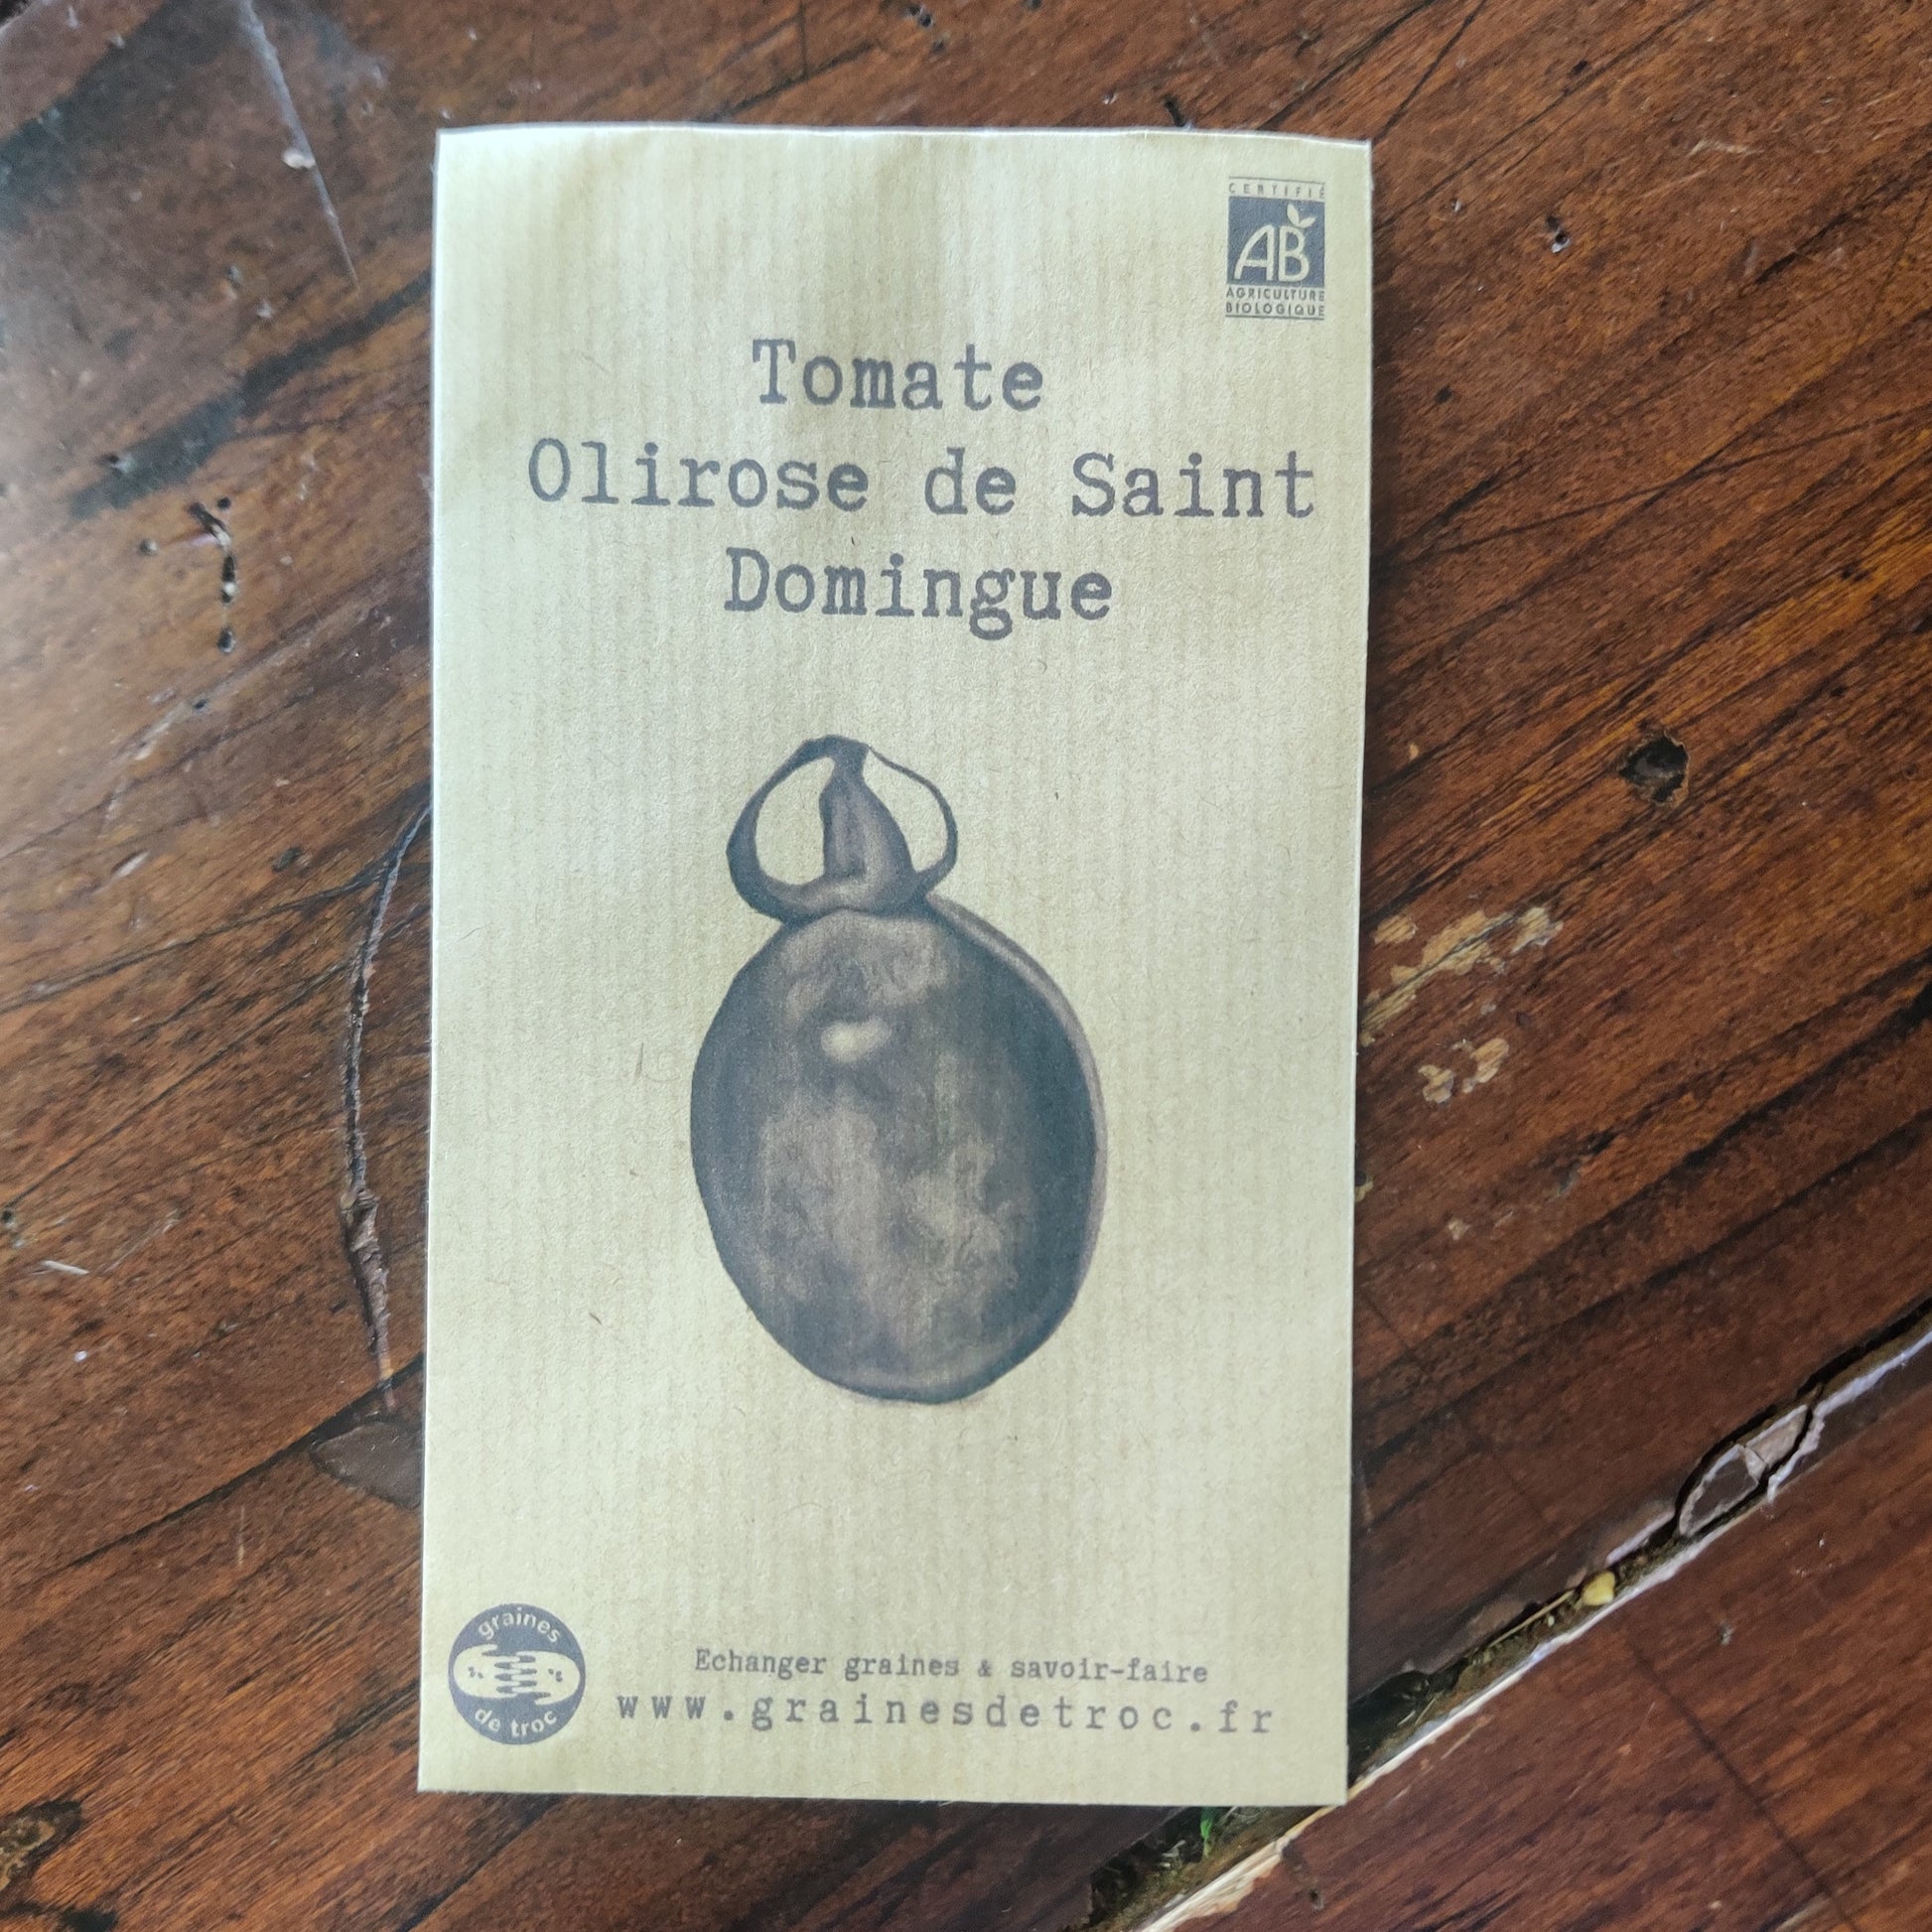 CERTIFIÉ
AB
AGRICULTURE
BIOLOGIQUE
Tomate
Olirose de Saint
Domingue
graines
de troc
Echanger graines & savoir-faire
www.grainesdetroc.fr